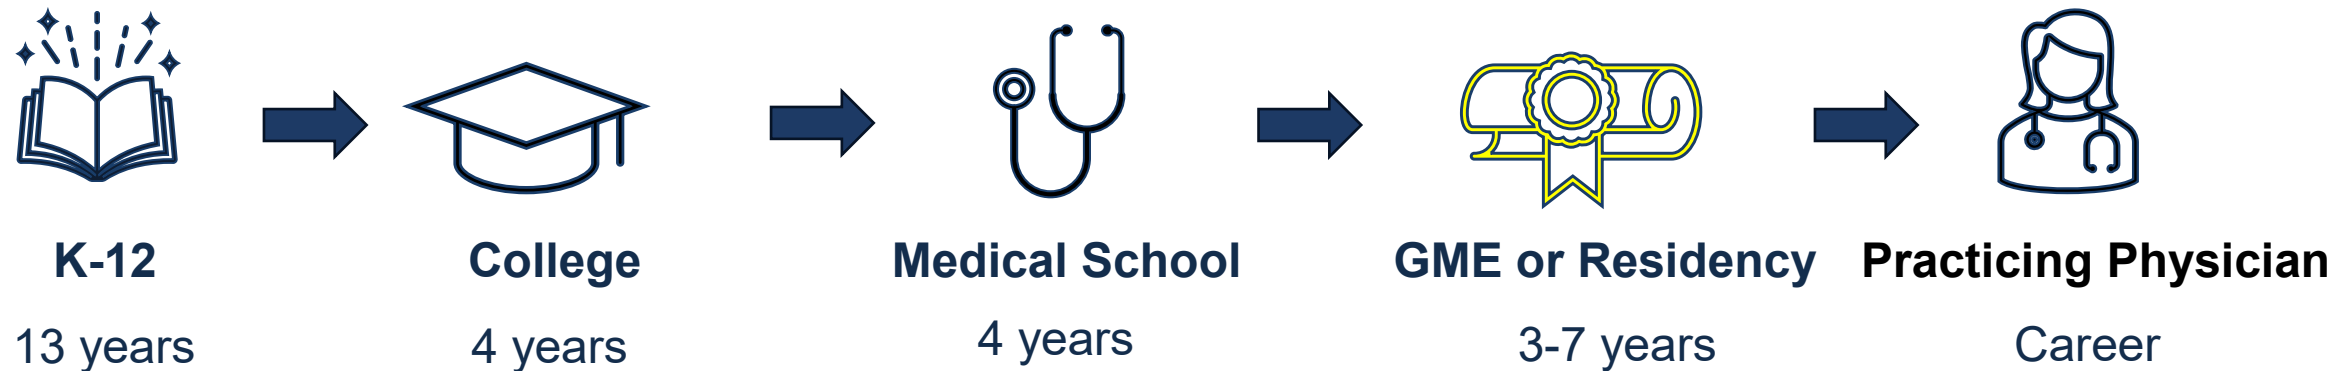 K-12
College
Medical School
GME or Residency
Practicing Physician
13 years
4 years
4 years
3-7 years
Career